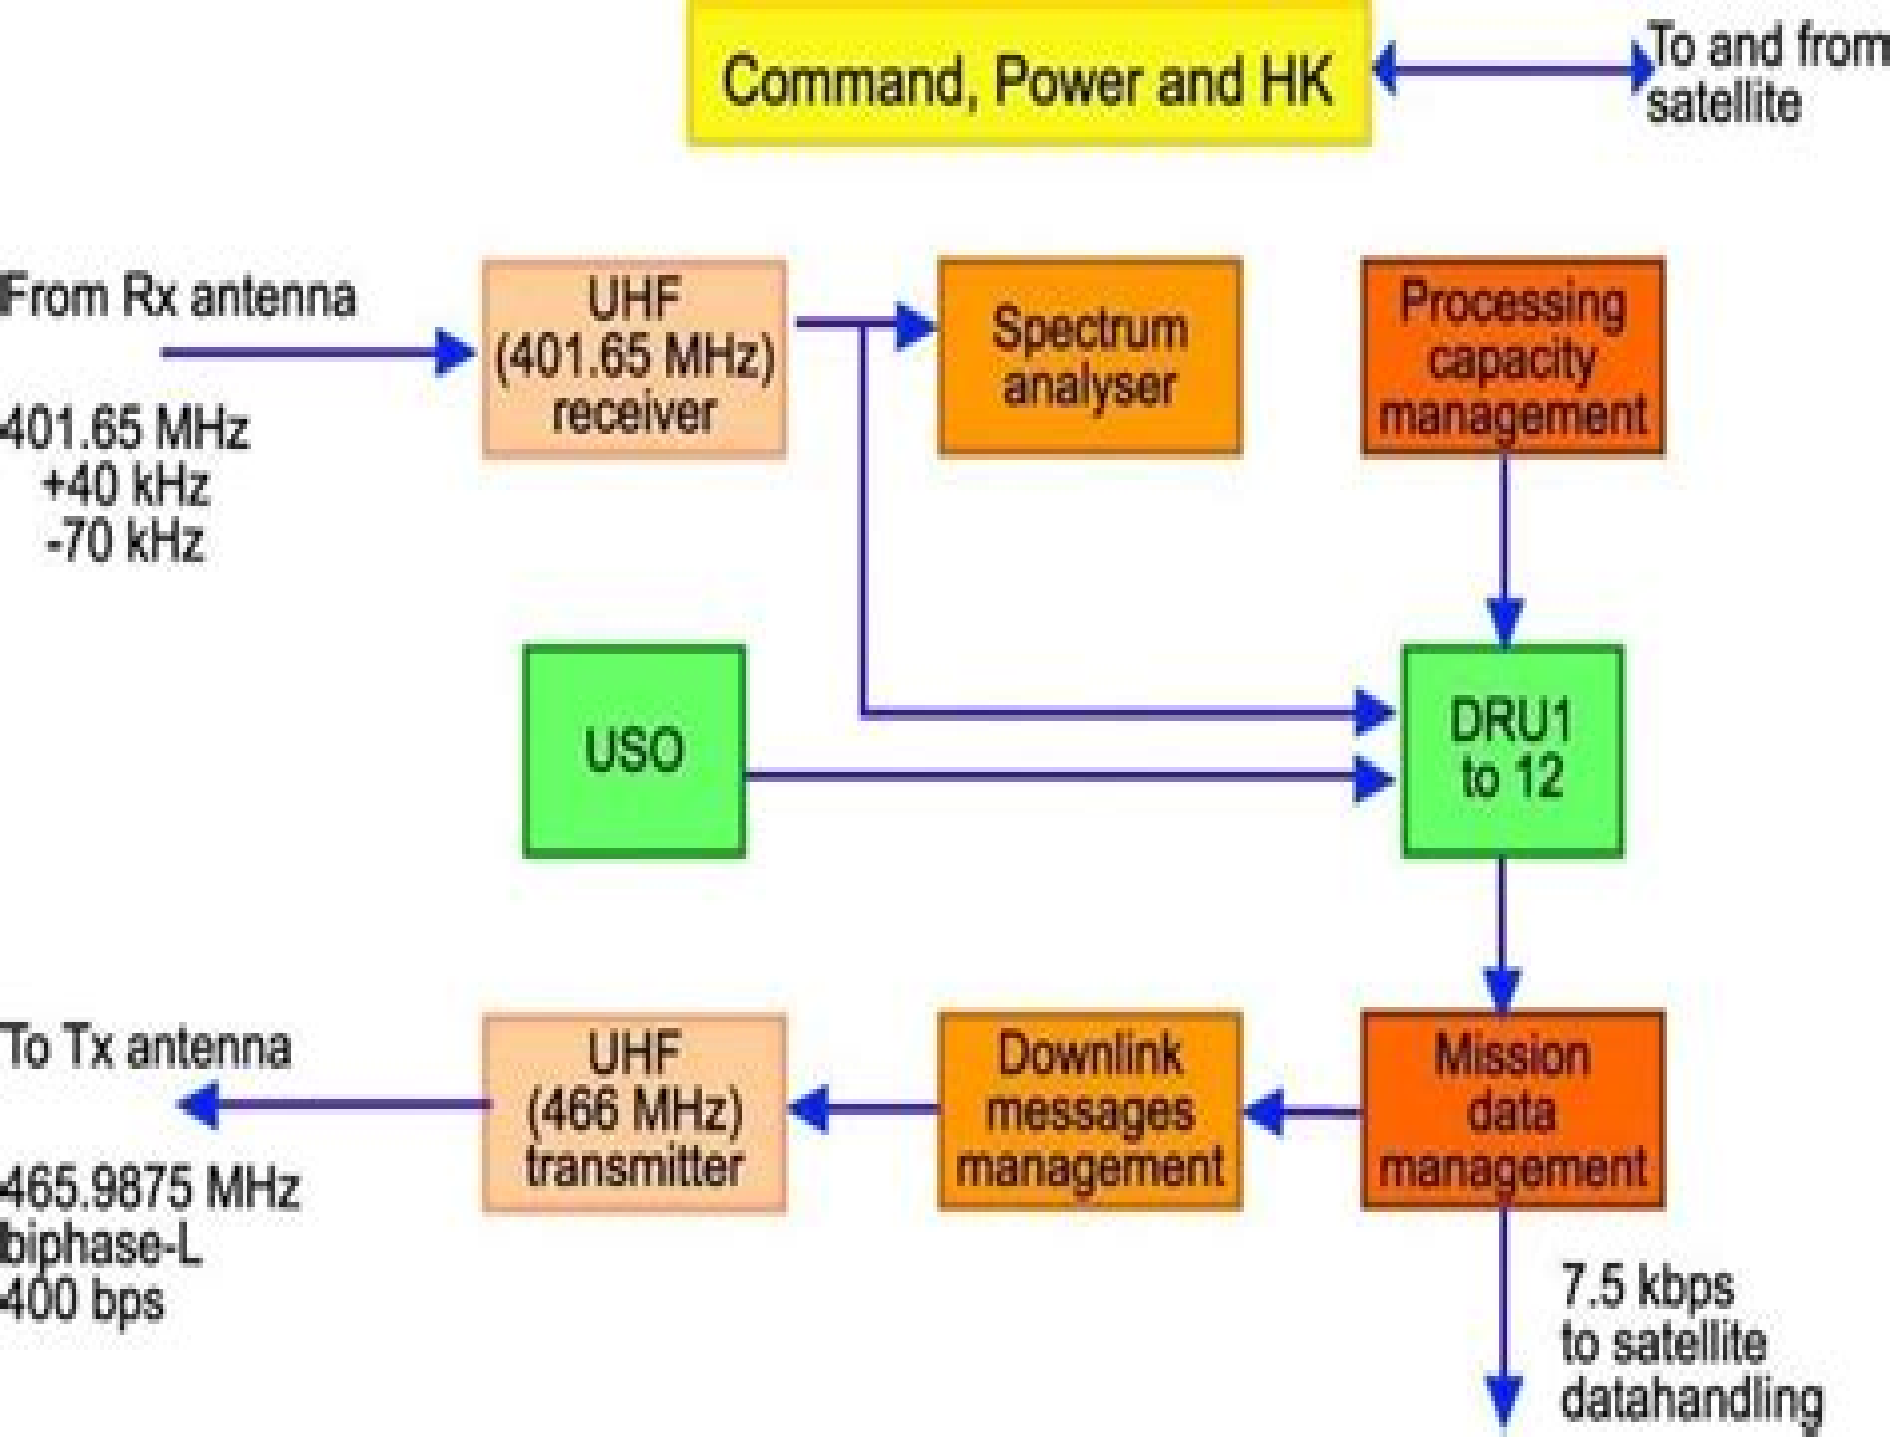 Command, Power and HK
To and from
satellite
From Rx antenna
401.65 MHz
+40 kHz
-70 kHz
UHF
(401.65 MHz)
receiver
Spectrum
analyser
Processing
capacity
management
USO
DRU1
to 12
To Tx antenna
465.9875 MHz
biphase-L
400 bps
UHF
(466 MHz)
transmitter
Downlink
messages
management
Mission
data
management
7.5 kbps
to satellite
datahandling